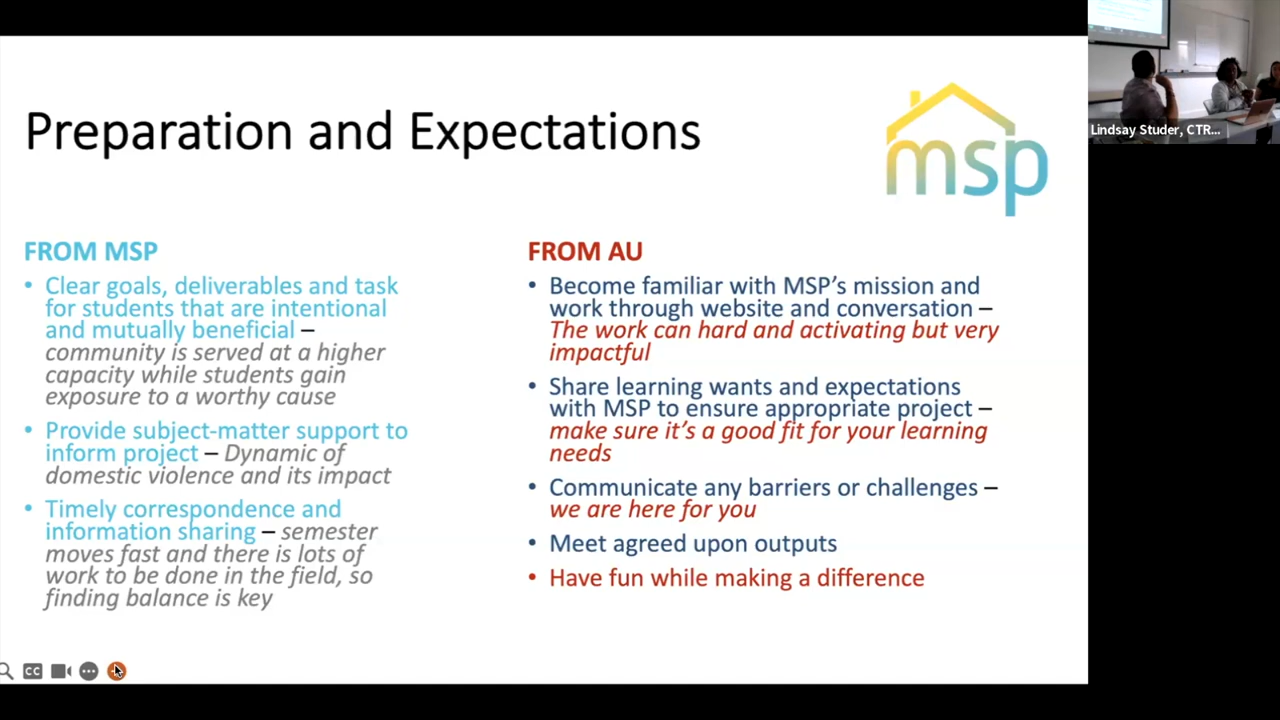 Preparation and Expectations
msp
Lindsay Studer, CTR...
FROM MSP
• Clear goals, deliverables and task
for students that are intentional
and mutually beneficial –
community is served at a higher
capacity while students gain
exposure to a worthy cause
• Provide subject-matter support to
inform project – Dynamic of
domestic violence and its impact
• Timely correspondence and
information sharing – semester
moves fast and there is lots of
work to be done in the field, so
finding balance is key
FROM AU
• Become familiar with MSP's mission and
work through website and conversation –
The work can hard and activating but very
impactful
• Share learning wants and expectations
with MSP to ensure appropriate project –
make sure it's a good fit for your learning
needs
• Communicate any barriers or challenges –
we are here for you
• Meet agreed upon outputs
• Have fun while making a difference
CC